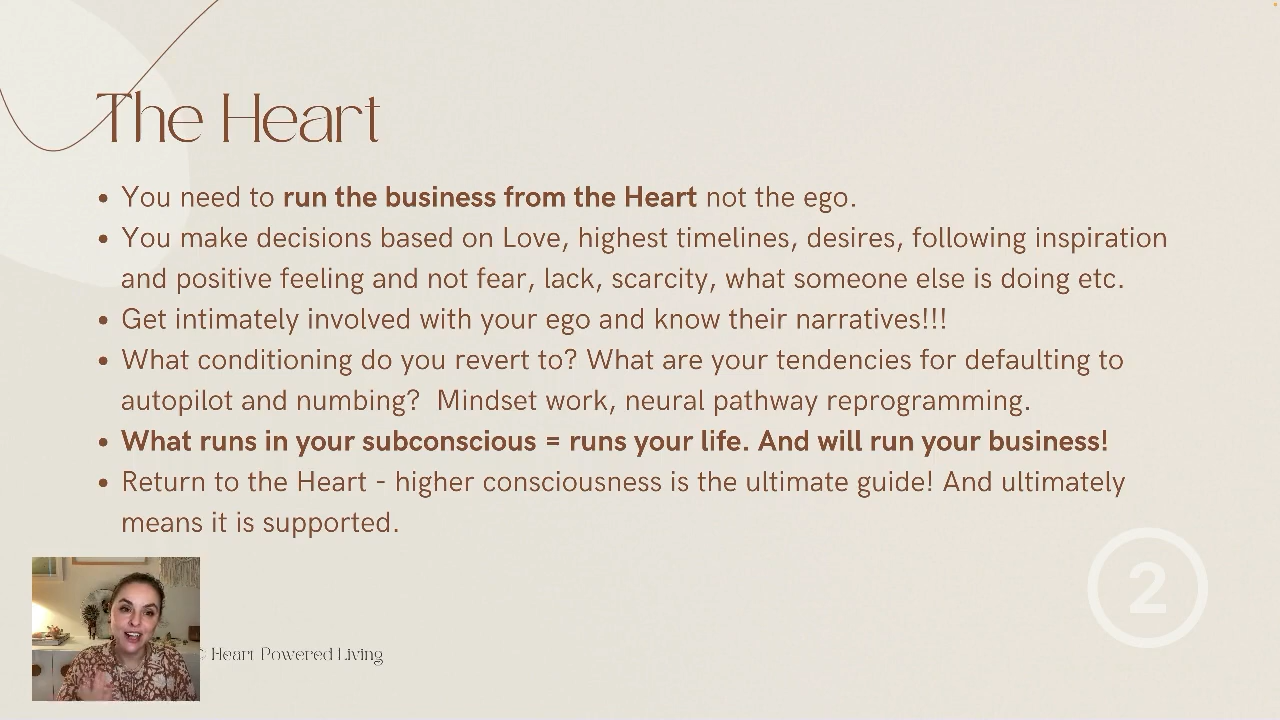 The Heart
• You need to run the business from the Heart not the ego.
• You make decisions based on Love, highest timelines, desires, following inspiration
and positive feeling and not fear, lack, scarcity, what someone else is doing etc.
• Get intimately involved with your ego and know their narratives!!!
• What conditioning do you revert to? What are your tendencies for defaulting to
autopilot and numbing?  Mindset work, neural pathway reprogramming.
• What runs in your subconscious = runs your life. And will run your business!
• Return to the Heart - higher consciousness is the ultimate guide! And ultimately
means it is supported.
2
© Heart Powered Living